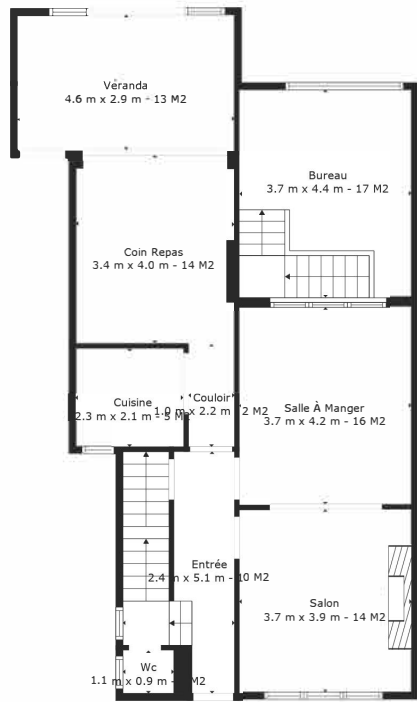 Véranda
4.6 m x 2.9 m - 13 M2
Bureau
3.7 m x 4.4 m - 17 M2
Coin Repas
3.4 m x 4.0 m - 14 M2
Cuisine
2.3 m x 2.1 m - 5
Couloir
1.0 m x 2.2 m - 2 M2
Salle À Manger
3.7 m x 4.2 m - 16 M2
Entrée
2.4 m x 5.1 m - 10 M2
Salon
3.7 m x 3.9 m - 14 M2
Wc
1.1 m x 0.9 m - M2